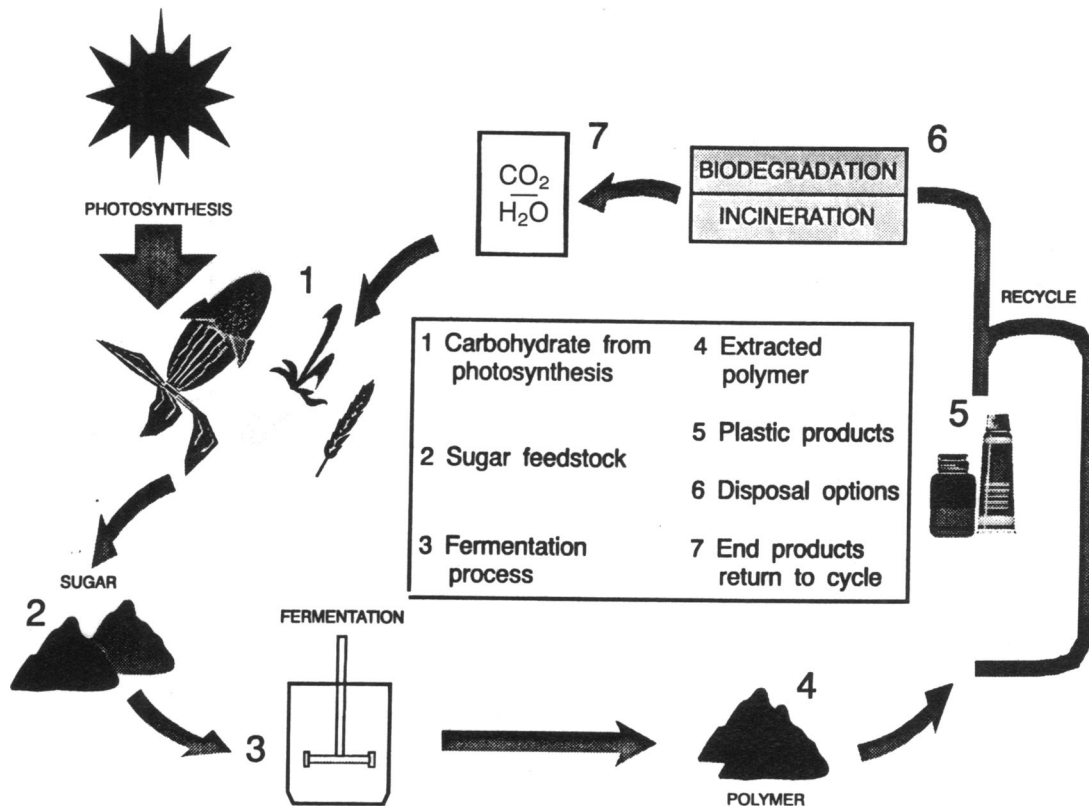 PHOTOSYNTHESIS
1
7
CO₂
H₂O
BIODEGRADATION
INCINERATION
6
RECYCLE
1 Carbohydrate from
photosynthesis
2 Sugar feedstock
3 Fermentation
process
4 Extracted
polymer
5 Plastic products
6 Disposal options
7 End products
return to cycle
5
SUGAR
2
FERMENTATION
3
4
POLYMER